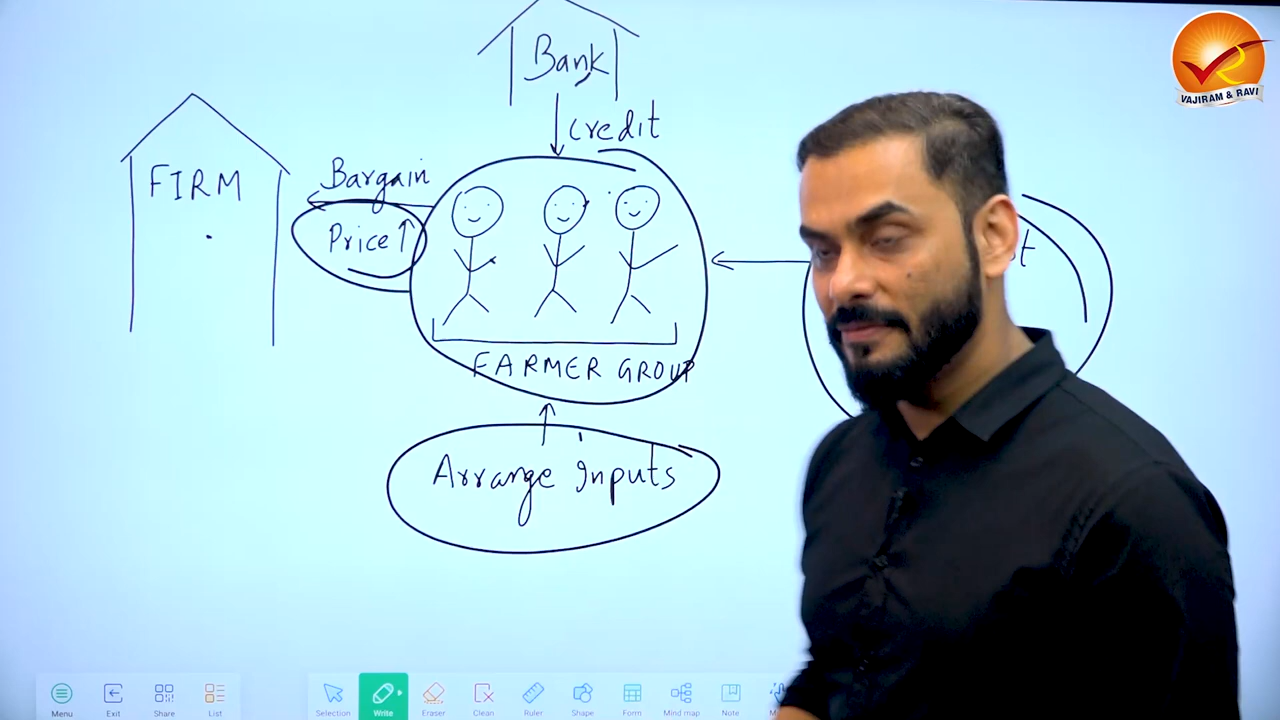 Bank
credit
FIRM
Bargain
Price ↑
FARMER GROUP
Arrange inputs
VAJIRAM & RAVI
Menu
Exit
Share
List
Selection
Write
Eraser
Clean
Ruler
Shape
Form
Mind map
Note